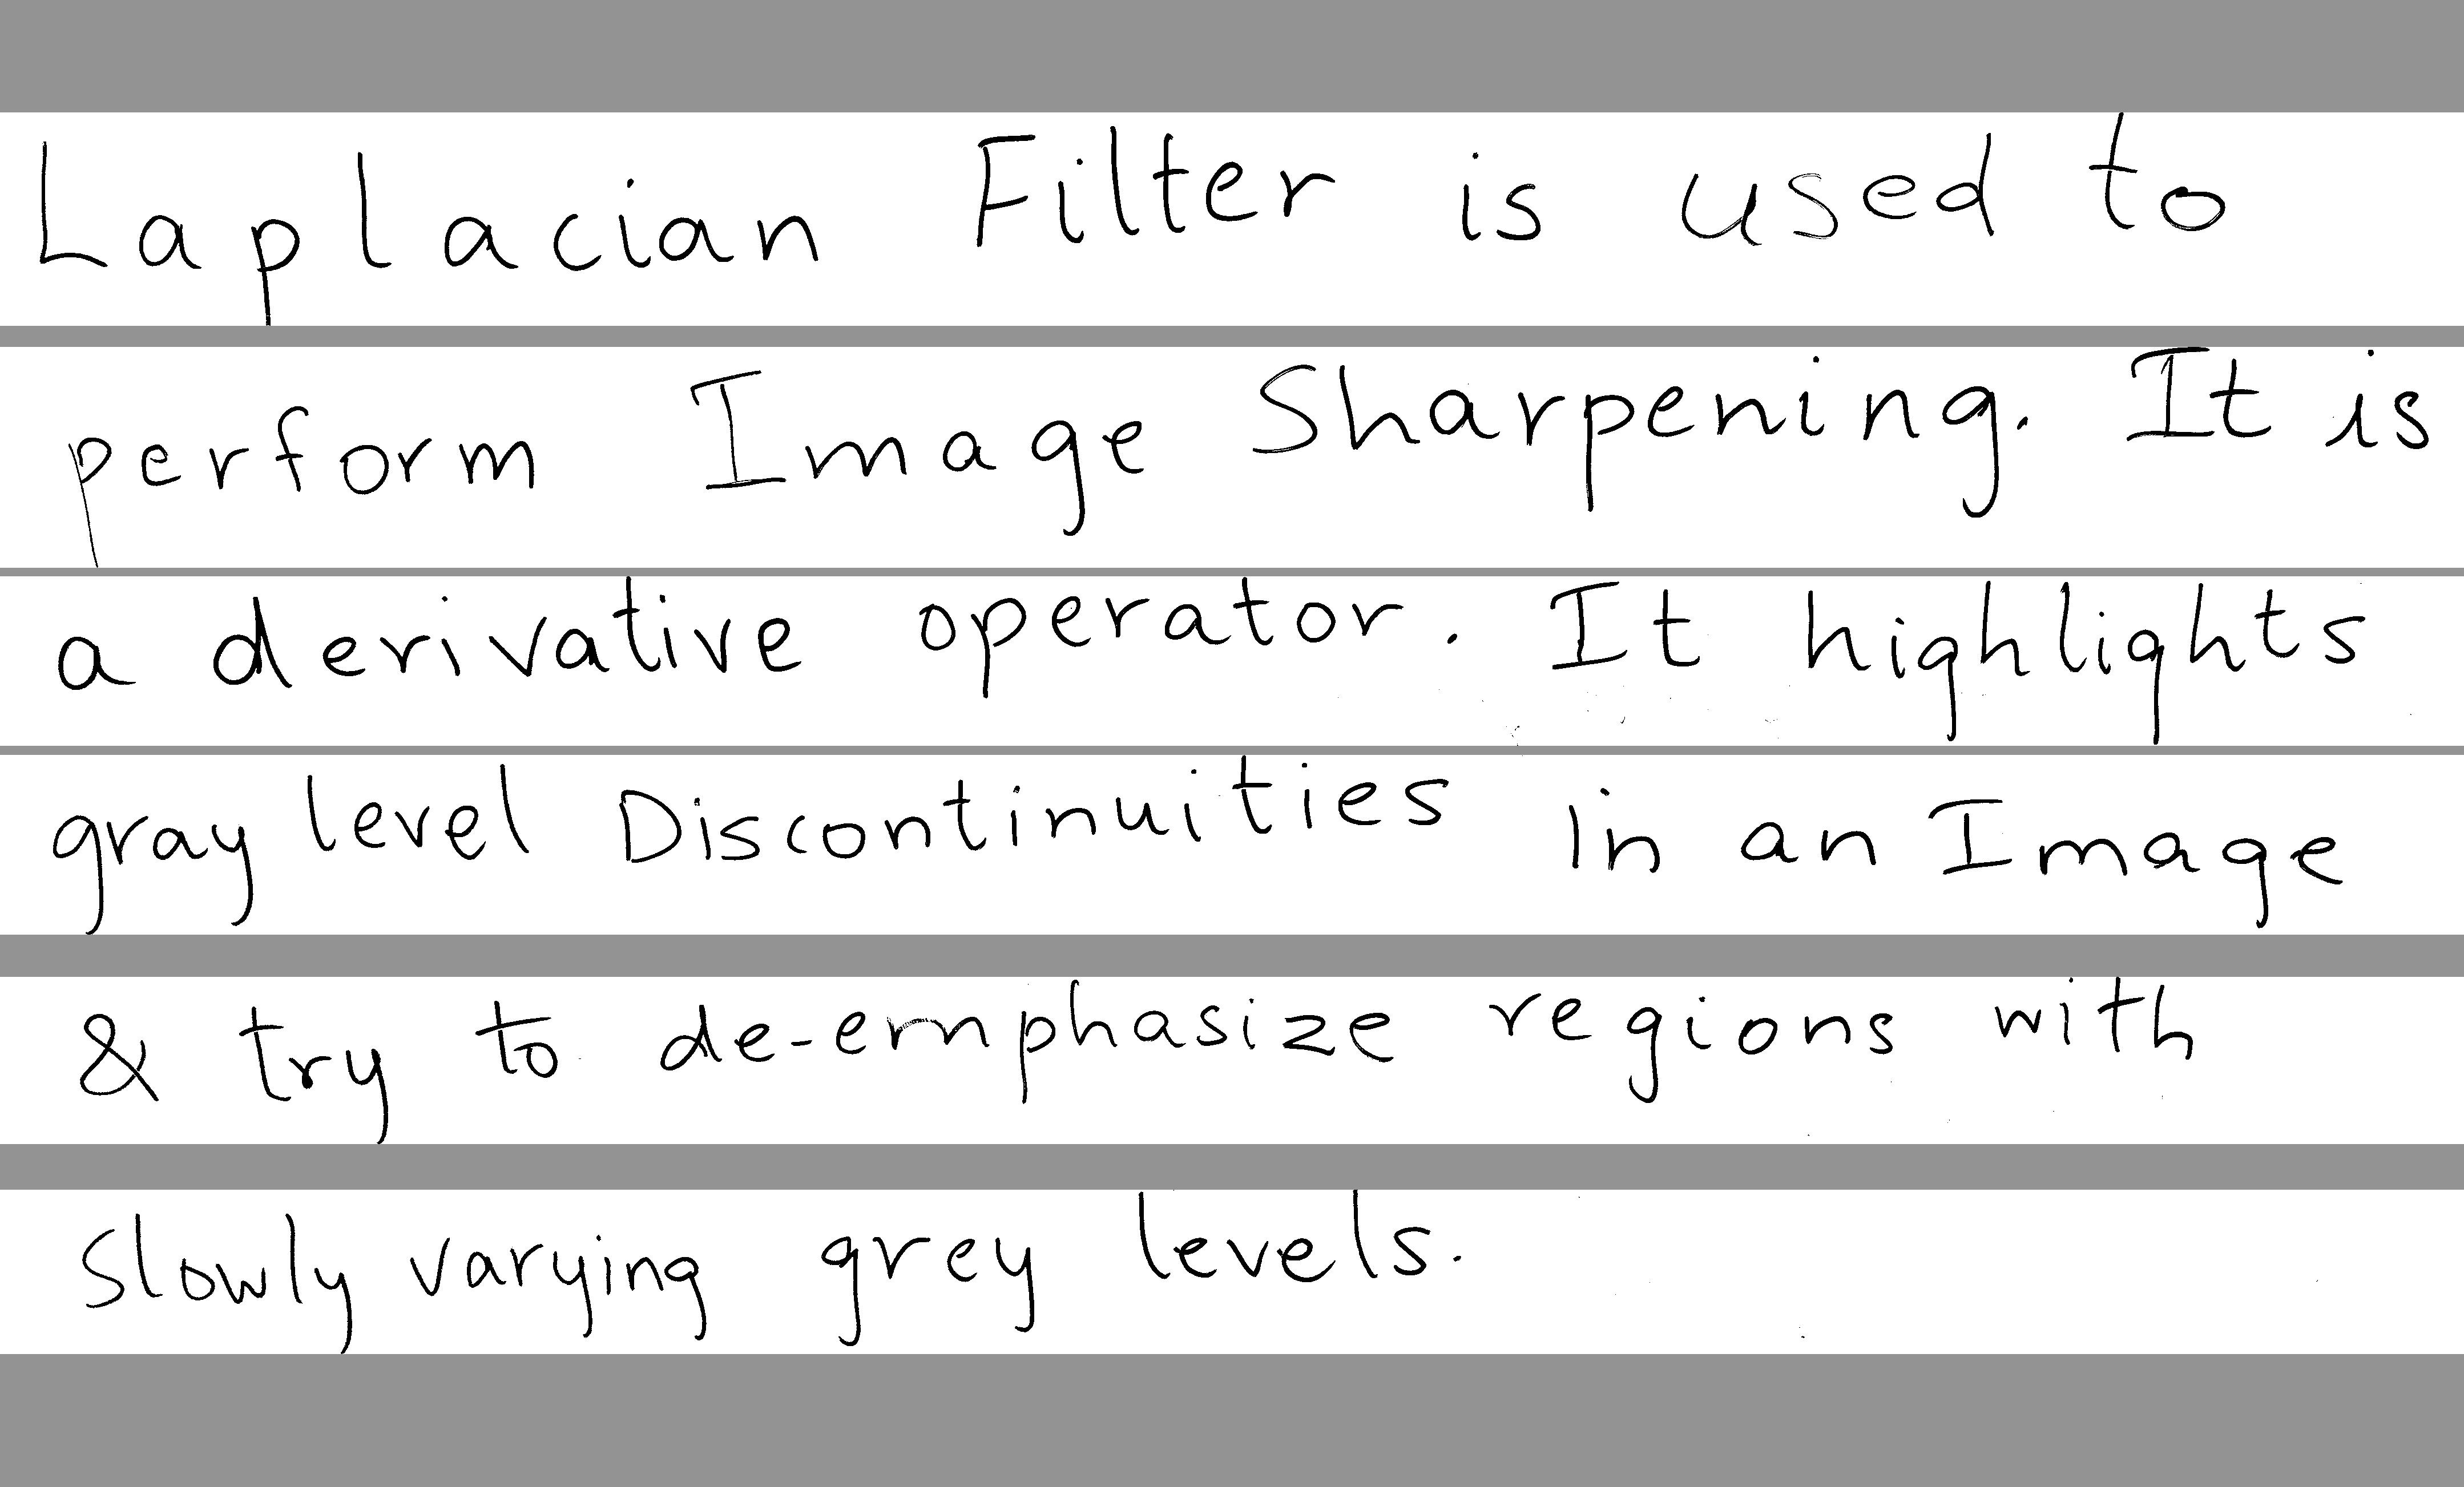 Laplacian Filter is used to
perform Image Sharpening. It is
a derivative operator. It highlights
gray level Discontinuities in an Image
& try to de-emphasize regions with
slowly varying grey levels.